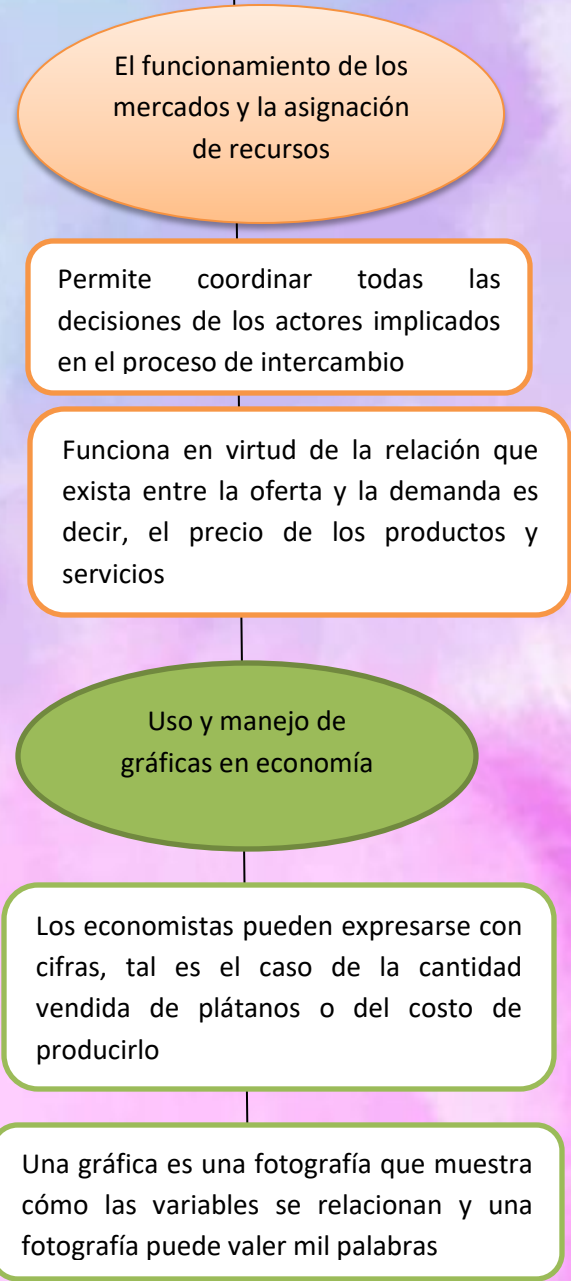 El funcionamiento de los
mercados y la asignación
de recursos
Permite coordinar todas las
decisiones de los actores implicados
en el proceso de intercambio
Funciona en virtud de la relación que
exista entre la oferta y la demanda es
decir, el precio de los productos y
servicios
Uso y manejo de
gráficas en economía
Los economistas pueden expresarse con
cifras, tal es el caso de la cantidad
vendida de plátanos o del costo de
producirlo
Una gráfica es una fotografía que muestra
cómo las variables se relacionan y una
fotografía puede valer mil palabras